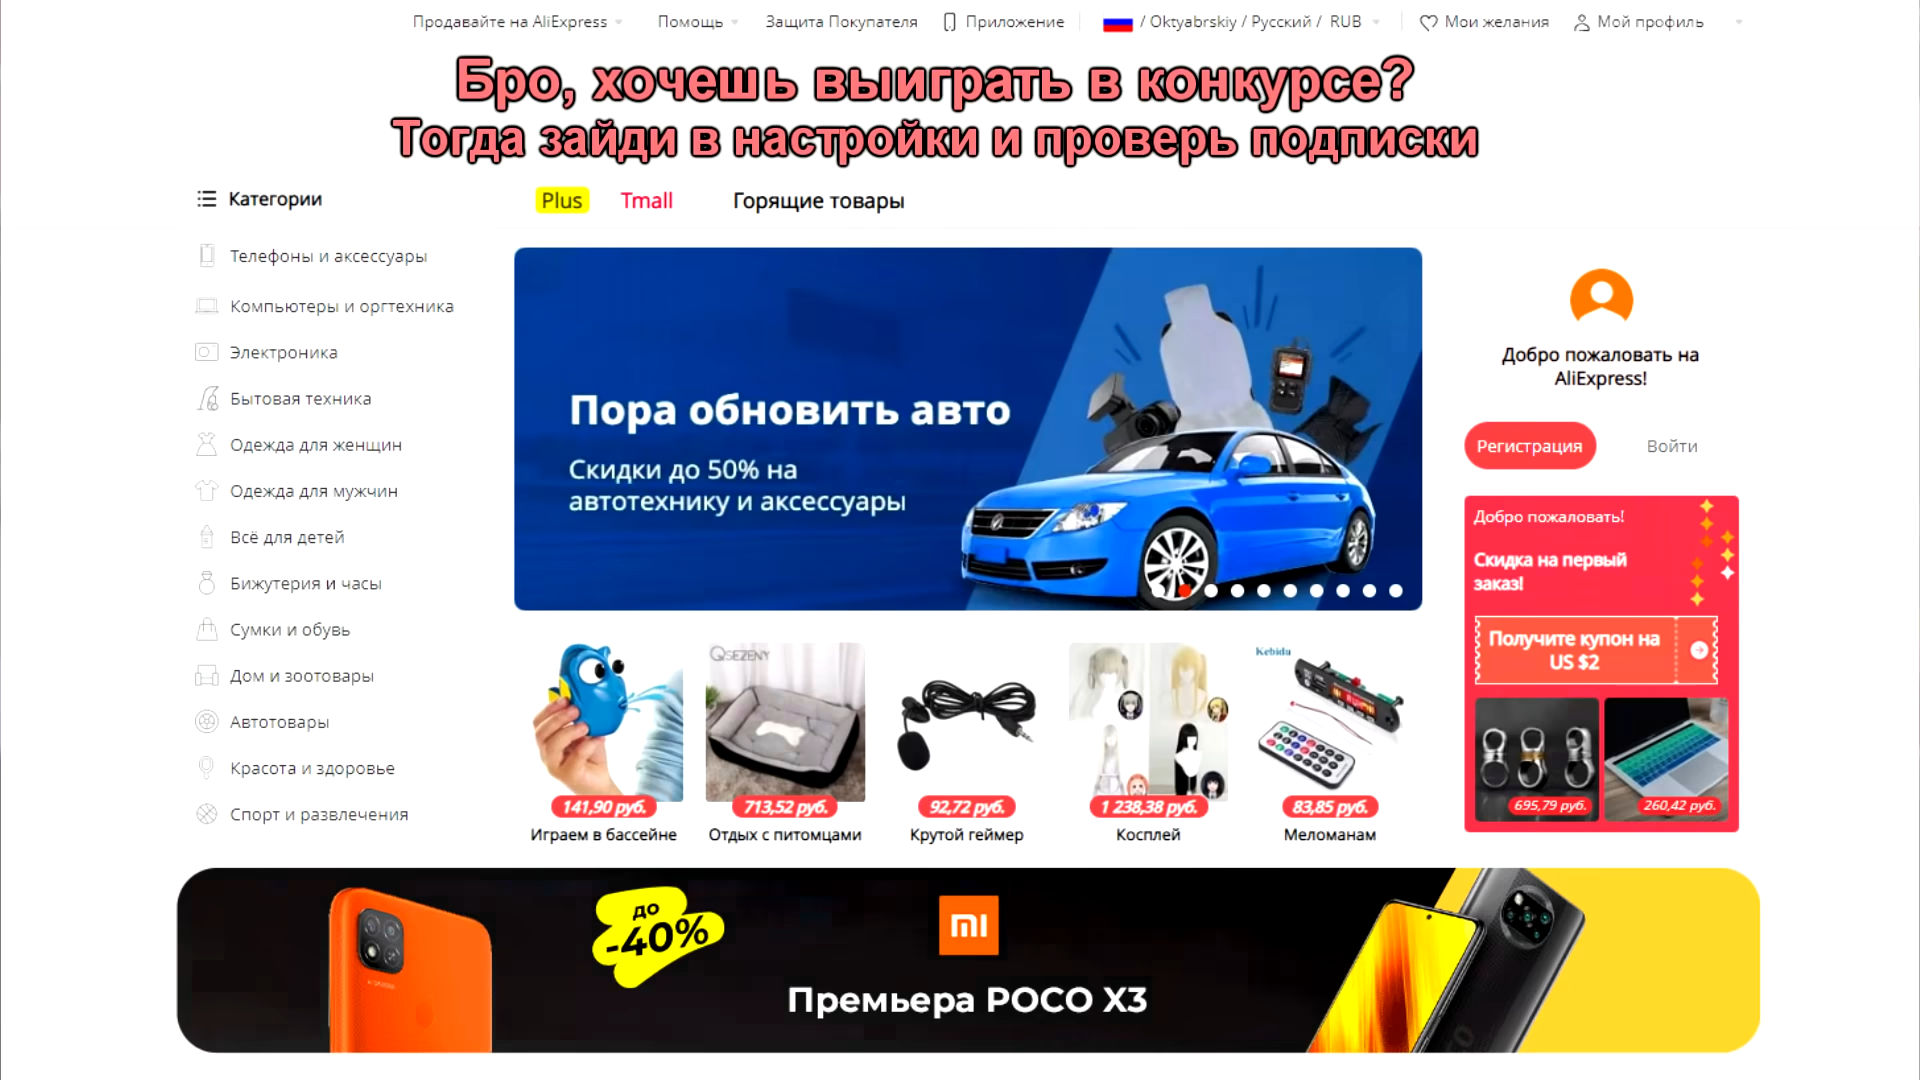 Продавайте на AliExpress
Помощь
Защита Покупателя
Приложение
/ Oktyabrskiy / Русский / RUB
Мои желания
Мой профиль
Бро, хочешь выиграть в конкурсе?
Тогда зайди в настройки и проверь подписки
Категории
Plus
Tmall
Горящие товары
Телефоны и аксессуары
Компьютеры и оргтехника
Электроника
Бытовая техника
Одежда для женщин
Одежда для мужчин
Всё для детей
Бижутерия и часы
Сумки и обувь
Дом и зоотовары
Автотовары
Красота и здоровье
Спорт и развлечения
Пора обновить авто
Скидки до 50% на
автотехнику и аксессуары
Добро пожаловать на
AliExpress!
Регистрация
Войти
Добро пожаловать!
Скидка на первый
заказ!
Получите купон на
US $2
695,79 руб.
260,42 руб.
QSEZENY
Kebidu
141,90 руб.
713,52 руб.
92,72 руб.
1 238,38 руб.
83,85 руб.
Играем в бассейне
Отдых с питомцами
Крутой геймер
Косплей
Меломанам
до
-40%
MI
Премьера POCO X3